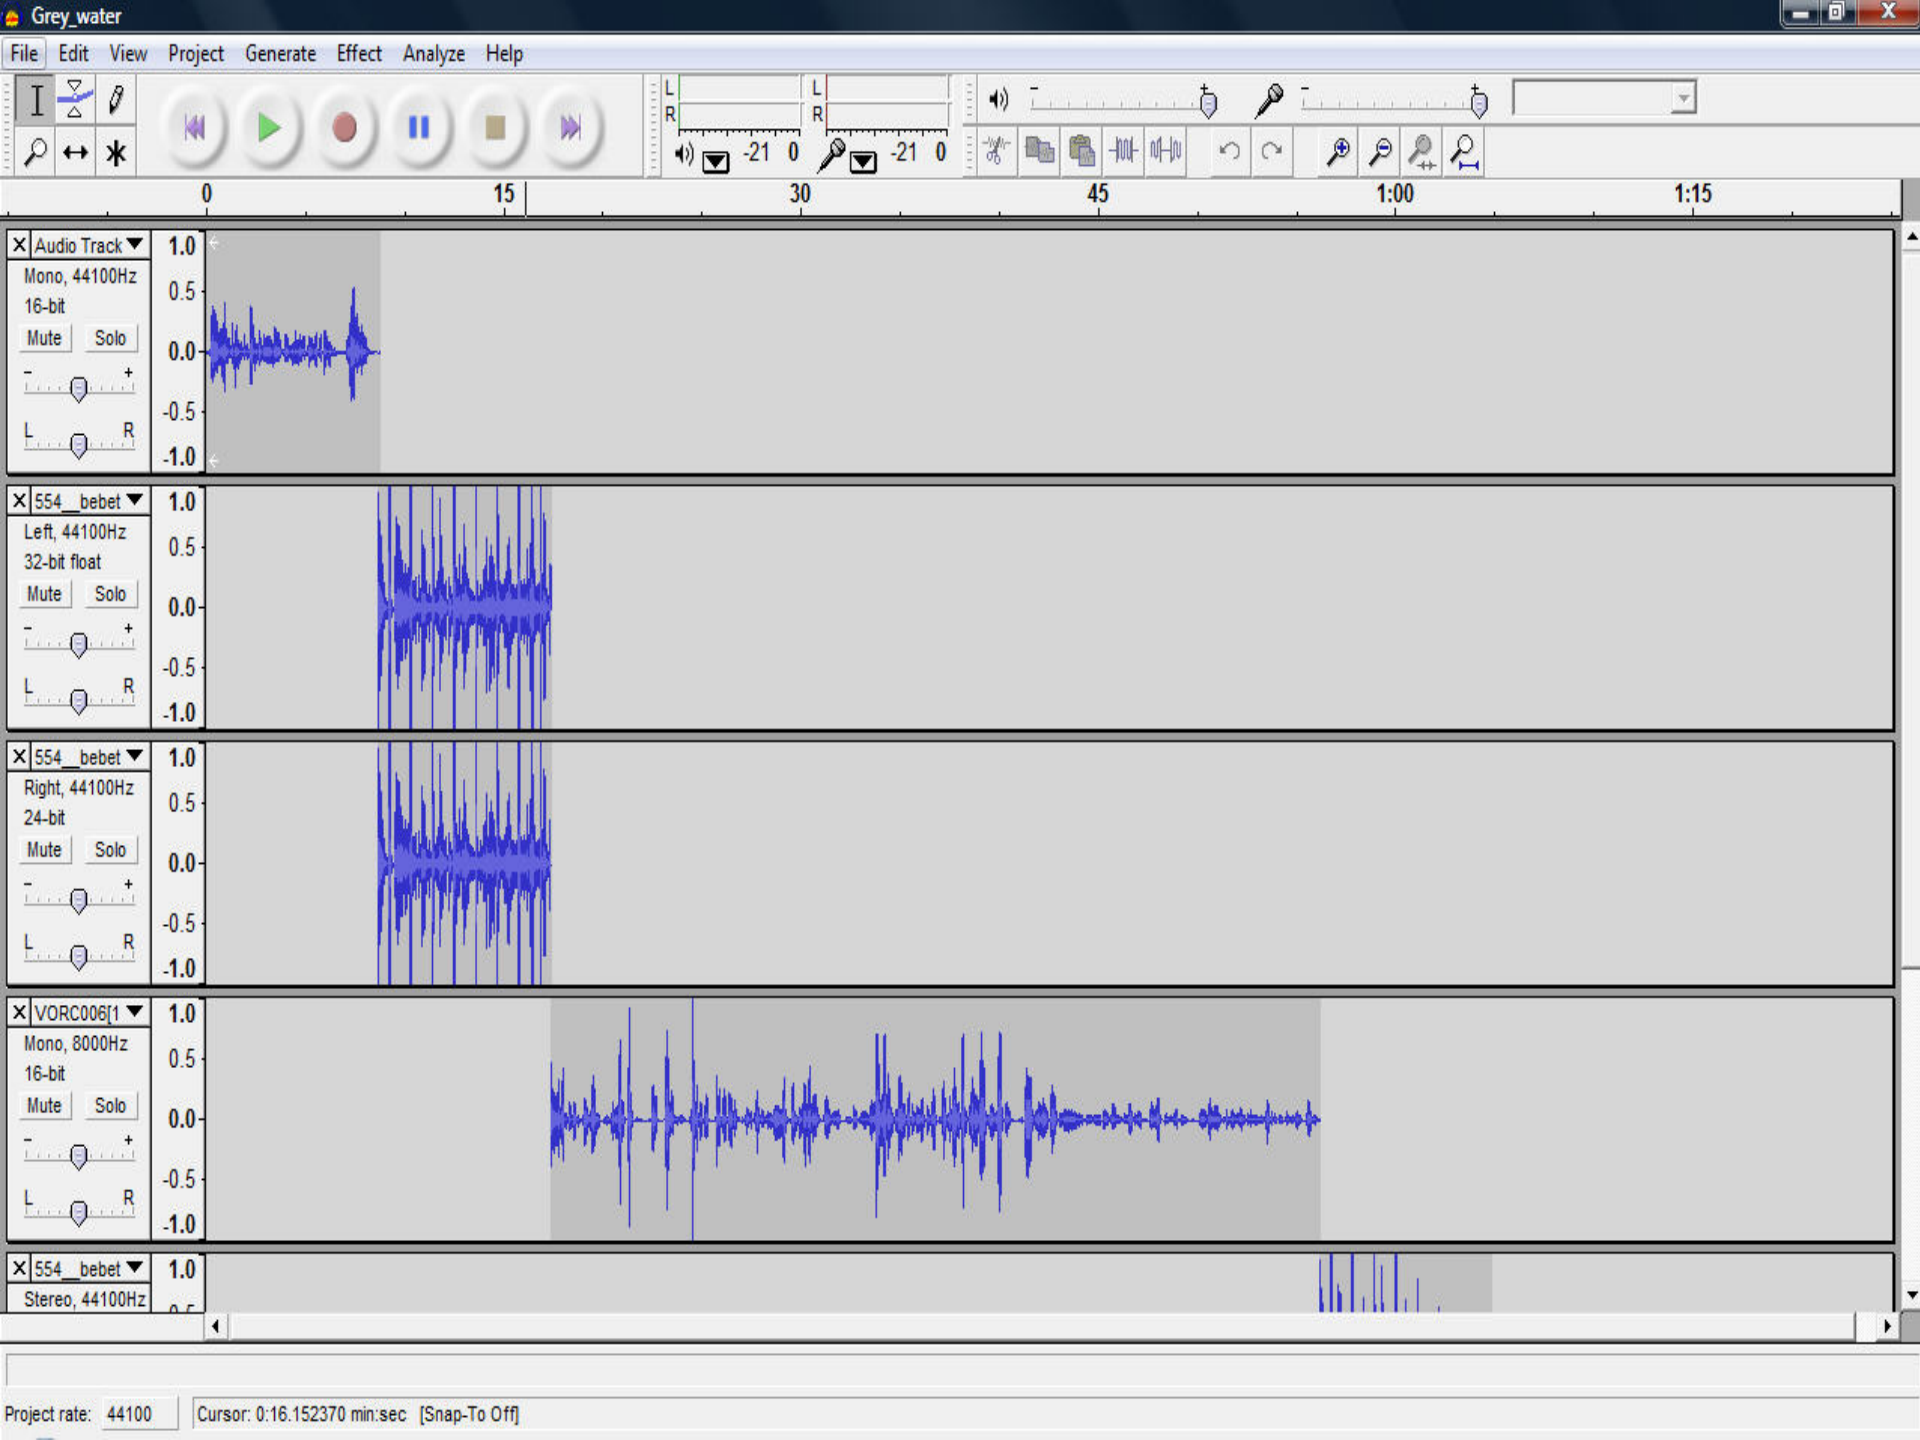 Grey_water
File Edit View Project Generate Effect Analyze Help
L
R
-21 0
L
R
-21 0
- +
- +
0 15 30 45 1:00 1:15
X Audio Track
Mono, 44100Hz
16-bit
Mute Solo
- +
L R
1.0
0.5
0.0
-0.5
-1.0
X 554__bebet
Left, 44100Hz
32-bit float
Mute Solo
- +
L R
1.0
0.5
0.0
-0.5
-1.0
X 554__bebet
Right, 44100Hz
24-bit
Mute Solo
- +
L R
1.0
0.5
0.0
-0.5
-1.0
X VORC006[1
Mono, 8000Hz
16-bit
Mute Solo
- +
L R
1.0
0.5
0.0
-0.5
-1.0
X 554__bebet
Stereo, 44100Hz
1.0
Project rate: 44100 Cursor: 0:16.152370 min:sec [Snap-To Off]